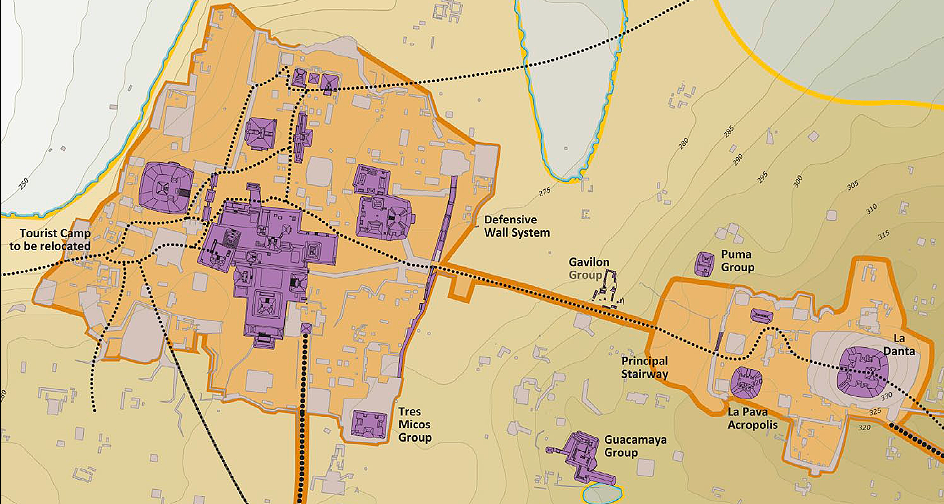 250
Tourist Camp
to be relocated
Defensive
Wall System
275
280
285
290
295
300
305
310
315
Gavilon
Group
Puma
Group
Principal
Stairway
La
Danta
La Pava
Acropolis
330
325
320
Tres
Micos
Group
Guacamaya
Group